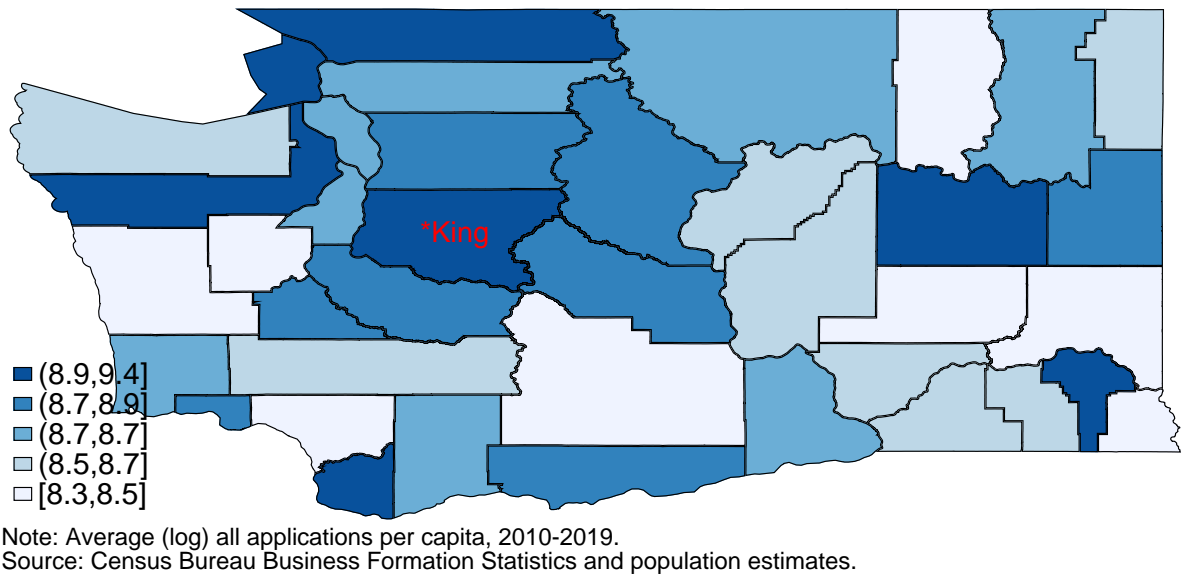 *King
(8.9,9.4]
(8.7,8.9]
(8.7,8.7]
(8.5,8.7]
[8.3,8.5]
Note: Average (log) all applications per capita, 2010-2019.
Source: Census Bureau Business Formation Statistics and population estimates.